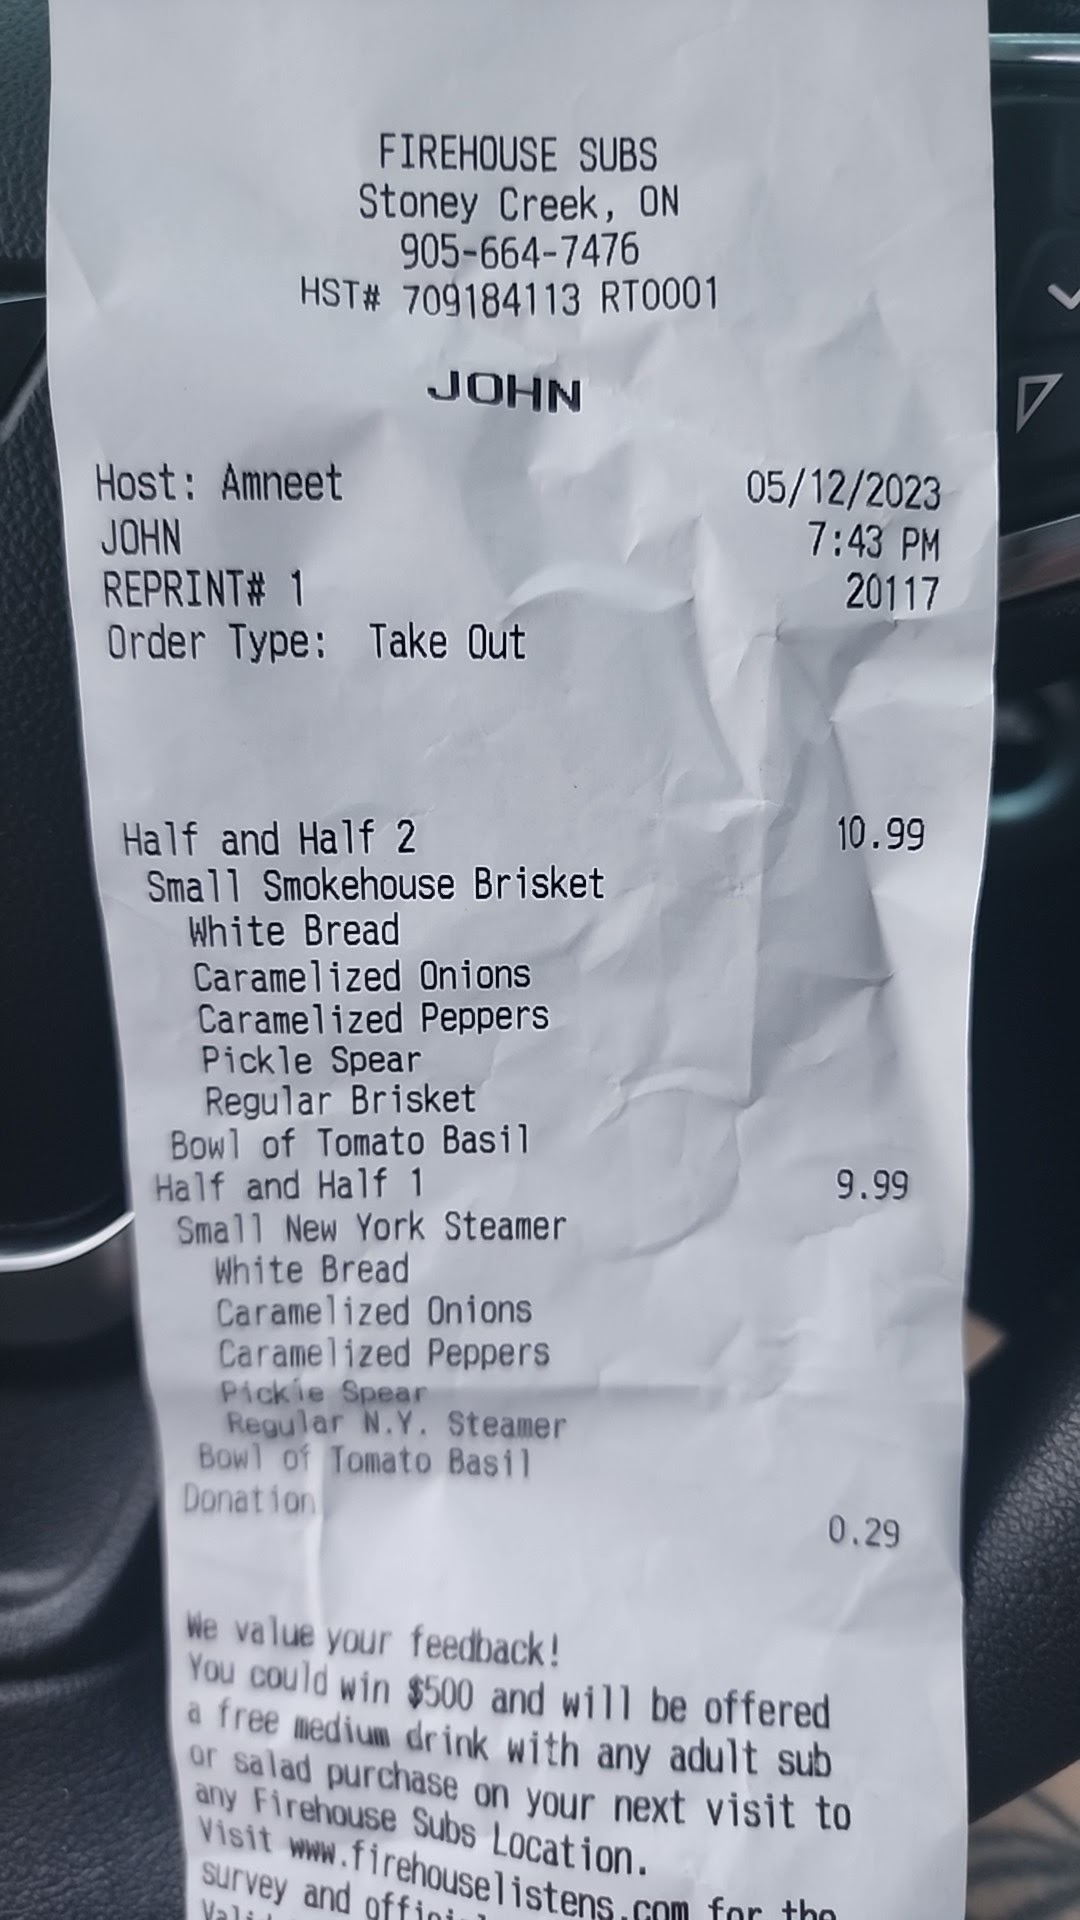 FIREHOUSE SUBS
Stoney Creek, ON
905-664-7476
HST# 709184113 RT0001
JOHN
Host: Amneet 05/12/2023
JOHN 7:43 PM
REPRINT# 1 20117
Order Type: Take Out
Half and Half 2 10.99
Small Smokehouse Brisket
White Bread
Caramelized Onions
Caramelized Peppers
Pickle Spear
Regular Brisket
Bowl of Tomato Basil
Half and Half 1 9.99
Small New York Steamer
White Bread
Caramelized Onions
Caramelized Peppers
Pickle Spear
Regular N.Y. Steamer
Bowl of Tomato Basil
Donation 0.29
We value your feedback!
You could win $500 and will be offered
a free medium drink with any adult sub
or salad purchase on your next visit to
any Firehouse Subs Location.
Visit www.firehouselistens.com for the
survey and